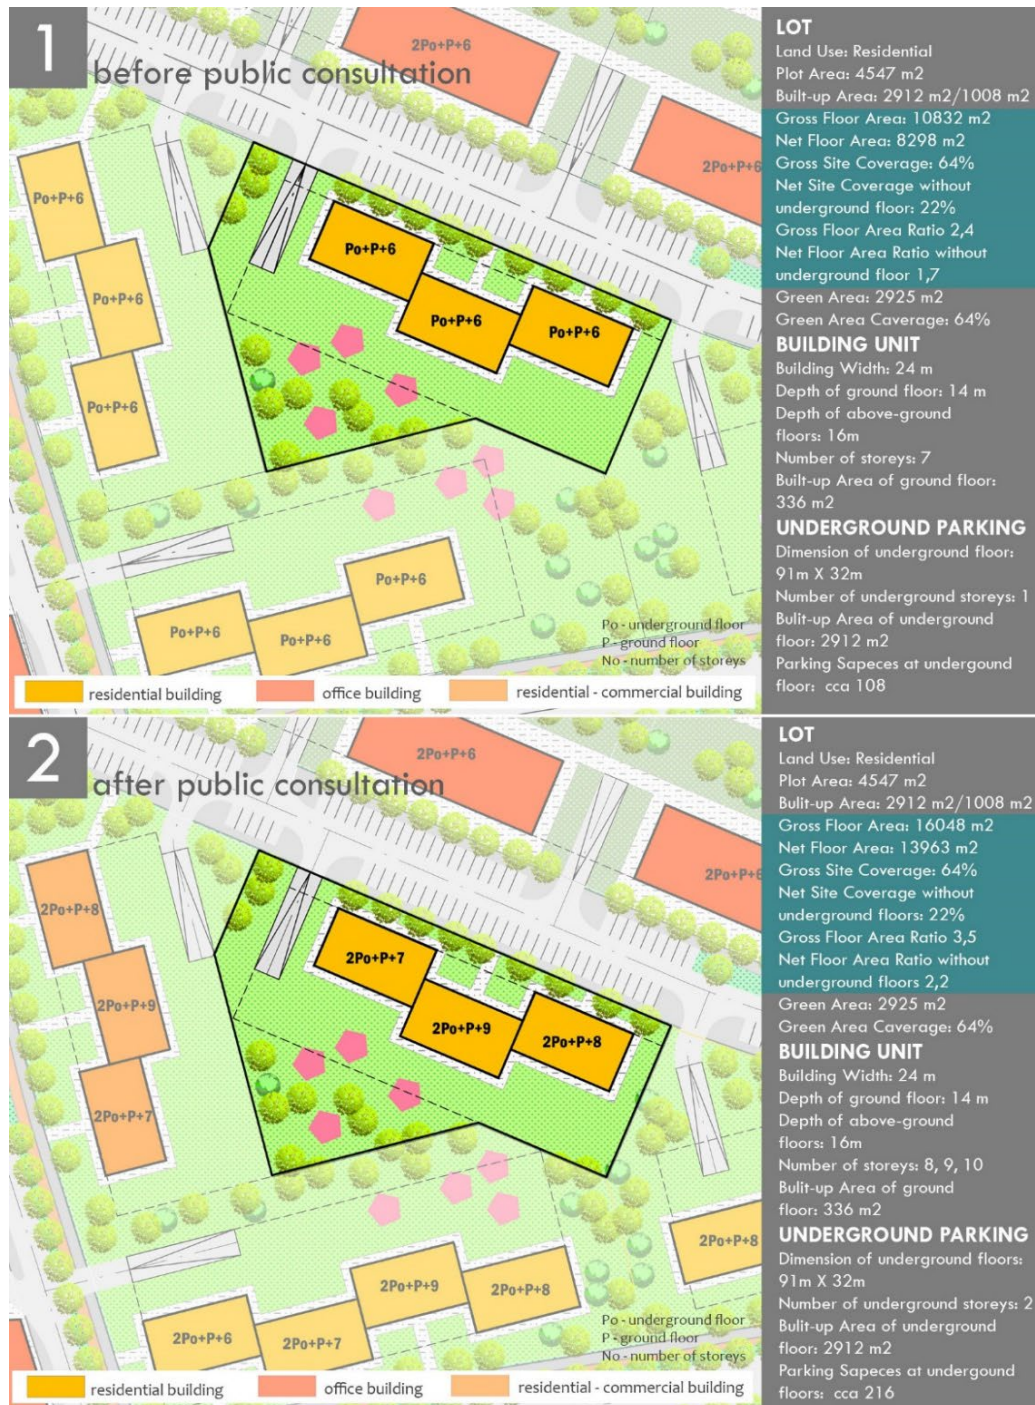 1
before public consultation
2Po+P+6
2Po+P+6
Po+P+6
Po+P+6
Po+P+6
Po+P+6
Po+P+6
Po+P+6
Po+P+6
Po+P+6
Po+P+6
Po - underground floor
P - ground floor
No - number of storeys
residential building
office building
residential - commercial building
LOT
Land Use: Residential
Plot Area: 4547 m2
Built-up Area: 2912 m2/1008 m2
Gross Floor Area: 10832 m2
Net Floor Area: 8298 m2
Gross Site Coverage: 64%
Net Site Coverage without
underground floor: 22%
Gross Floor Area Ratio 2,4
Net Floor Area Ratio without
underground floor 1,7
Green Area: 2925 m2
Green Area Caverage: 64%
BUILDING UNIT
Building Width: 24 m
Depth of ground floor: 14 m
Depth of above-ground
floors: 16m
Number of storeys: 7
Built-up Area of ground floor:
336 m2
UNDERGROUND PARKING
Dimension of underground floor:
91m X 32m
Number of underground storeys: 1
Bulit-up Area of underground
floor: 2912 m2
Parking Sapeces at undergound
floor: cca 108
2
after public consultation
2Po+P+6
2Po+P+6
2Po+P+8
2Po+P+9
2Po+P+7
2Po+P+7
2Po+P+9
2Po+P+8
2Po+P+8
2Po+P+9
2Po+P+8
2Po+P+6
2Po+P+7
Po - underground floor
P - ground floor
No - number of storeys
residential building
office building
residential - commercial building
LOT
Land Use: Residential
Plot Area: 4547 m2
Bulit-up Area: 2912 m2/1008 m2
Gross Floor Area: 16048 m2
Net Floor Area: 13963 m2
Gross Site Coverage: 64%
Net Site Coverage without
underground floors: 22%
Gross Floor Area Ratio 3,5
Net Floor Area Ratio without
underground floors 2,2
Green Area: 2925 m2
Green Area Caverage: 64%
BUILDING UNIT
Building Width: 24 m
Depth of ground floor: 14 m
Depth of above-ground
floors: 16m
Number of storeys: 8, 9, 10
Bulit-up Area of ground
floor: 336 m2
UNDERGROUND PARKING
Dimension of underground floors:
91m X 32m
Number of underground storeys: 2
Bulit-up Area of underground
floor: 2912 m2
Parking Sapeces at undergound
floors: cca 216